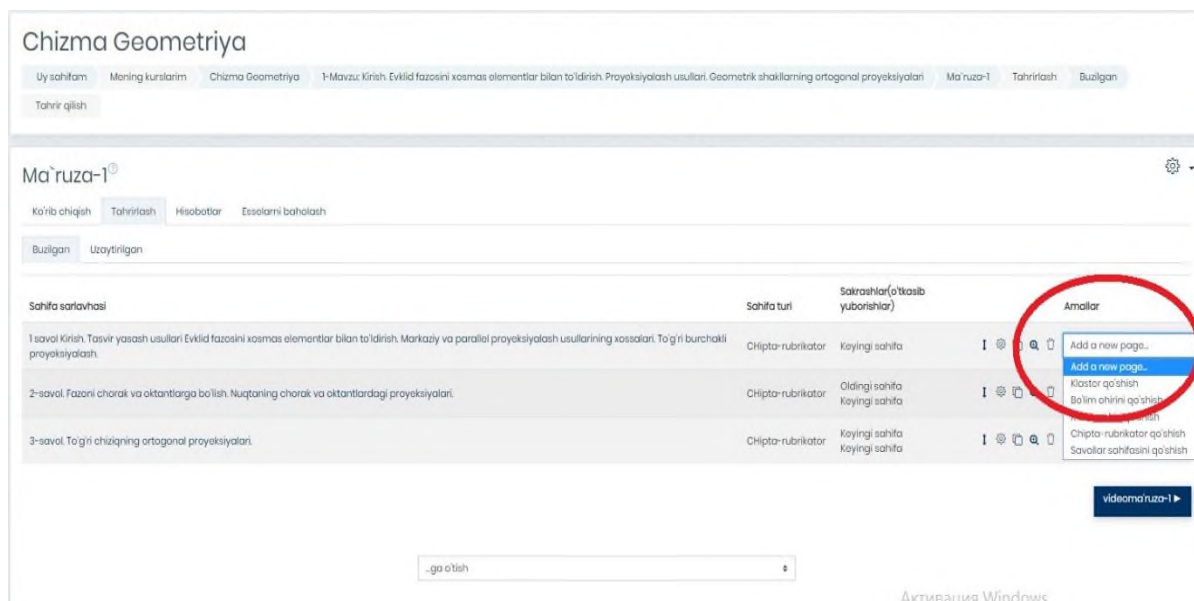 Chizma Geometriya
Uy sahifam Mening kurslarim Chizma Geometriya 1-Mavzu: Kirish. Evklid fazosini xosmas elementlar bilan to'ldirish. Proyeksiyalash usullari. Geometrik shakllarning ortogonal proyeksiyalari Ma'ruza-1 Tahrirlash Buzilgan
Tahrir qilish
Ma`ruza-1
Ko'rib chiqish Tahrirlash Hisobotlar Esselarni baholash
Buzilgan Uzaytirilgan
Sahifa sarlavhasi Sahifa turi Sakrashlar(o'tkasib yuborishlar) Amallar
1 savol Kirish. Tasvir yasash usullari Evklid fazosini xosmas elementlar bilan to'ldirish. Markaziy va parallel proyeksiyalash usullarining xossalari. To'g'ri burchakli
proyeksiyalash.
CHipta-rubrikator Keyingi sahifa Add a new page...
Add a new page...
Klaster qo'shish
Bo'lim ohirini qo'shish
Chipta-rubrikator qo'shish
Savollar sahifasini qo'shish
2-savol. Fazoni chorak va oktantlarga bo'lish. Nuqtaning chorak va oktantlardagi proyeksiyalari. CHipta-rubrikator Oldingi sahifa
Keyingi sahifa
3-savol. To'g'ri chiziqning ortogonal proyeksiyalari. CHipta-rubrikator Keyingi sahifa
Keyingi sahifa
videoma'ruza-1 ►
...ga o'tish
Активация Windows